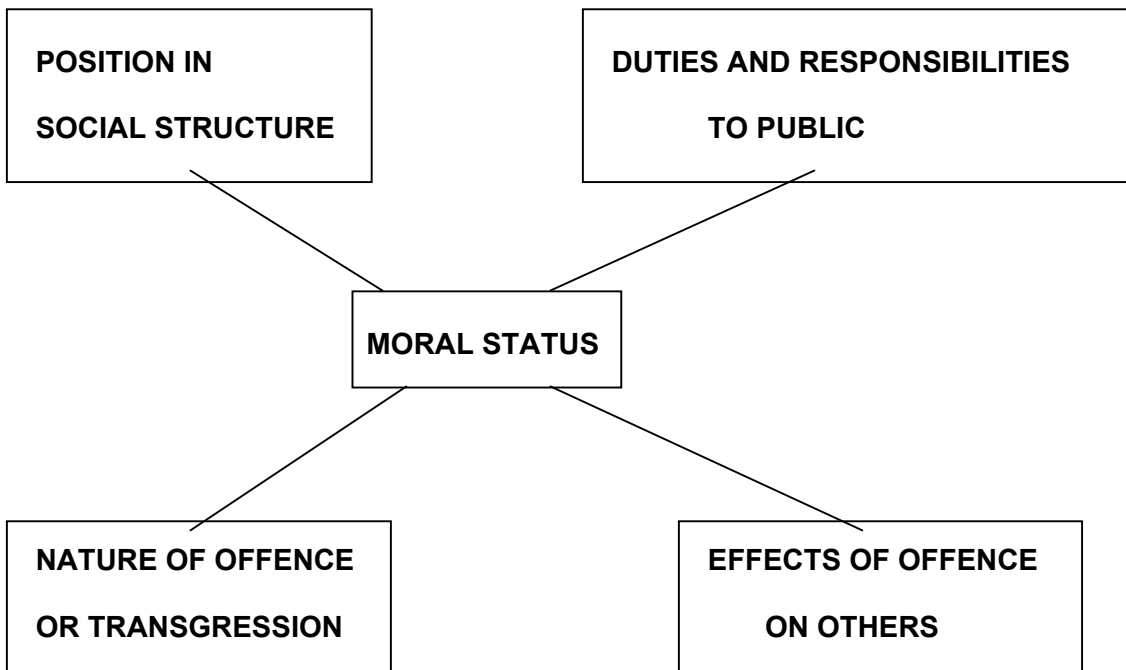 POSITION IN
SOCIAL STRUCTURE
DUTIES AND RESPONSIBILITIES
TO PUBLIC
MORAL STATUS
NATURE OF OFFENCE
OR TRANSGRESSION
EFFECTS OF OFFENCE
ON OTHERS